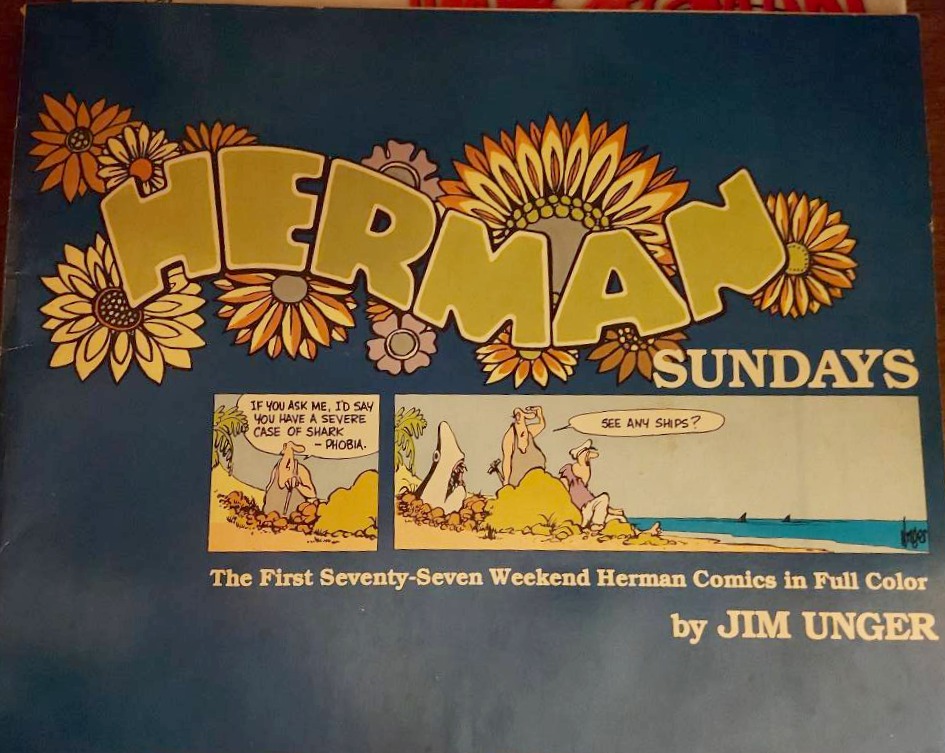 HERMAN
SUNDAYS
IF YOU ASK ME, I'D SAY
YOU HAVE A SEVERE
CASE OF SHARK
- PHOBIA.
SEE ANY SHIPS?
Unger
The First Seventy-Seven Weekend Herman Comics in Full Color
by JIM UNGER